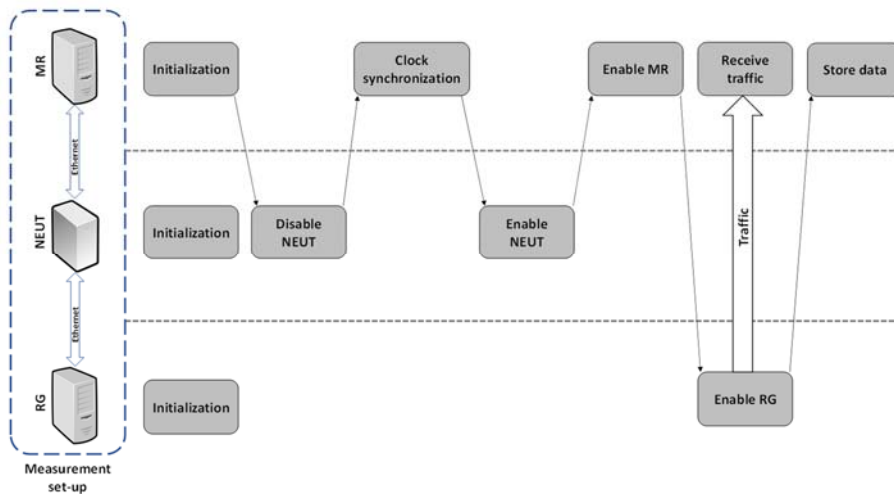 MR
Ethernet
NEUT
Ethernet
RG
Measurement
set-up
Initialization
Clock
synchronization
Enable MR
Receive
traffic
Store data
Initialization
Disable
NEUT
Enable
NEUT
Traffic
Initialization
Enable RG